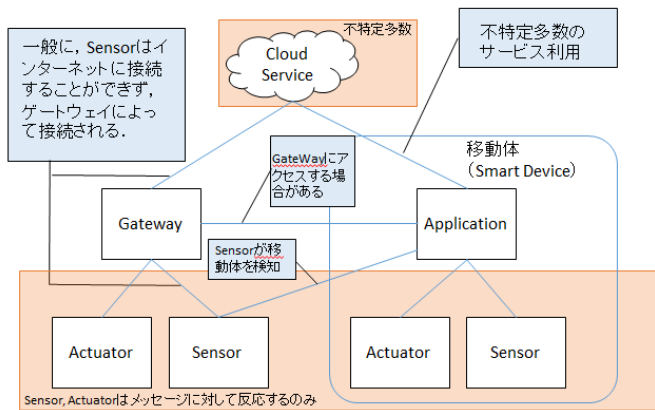 一般に，Sensorはイ
ンターネットに接続
することができず，
ゲートウェイによっ
て接続される．
不特定多数
Cloud
Service
不特定多数の
サービス利用
GateWayにア
クセスする場
合がある
移動体
（Smart Device）
Gateway
Application
Sensorが移
動体を検知
Actuator
Sensor
Actuator
Sensor
Sensor, Actuatorはメッセージに対して反応するのみ